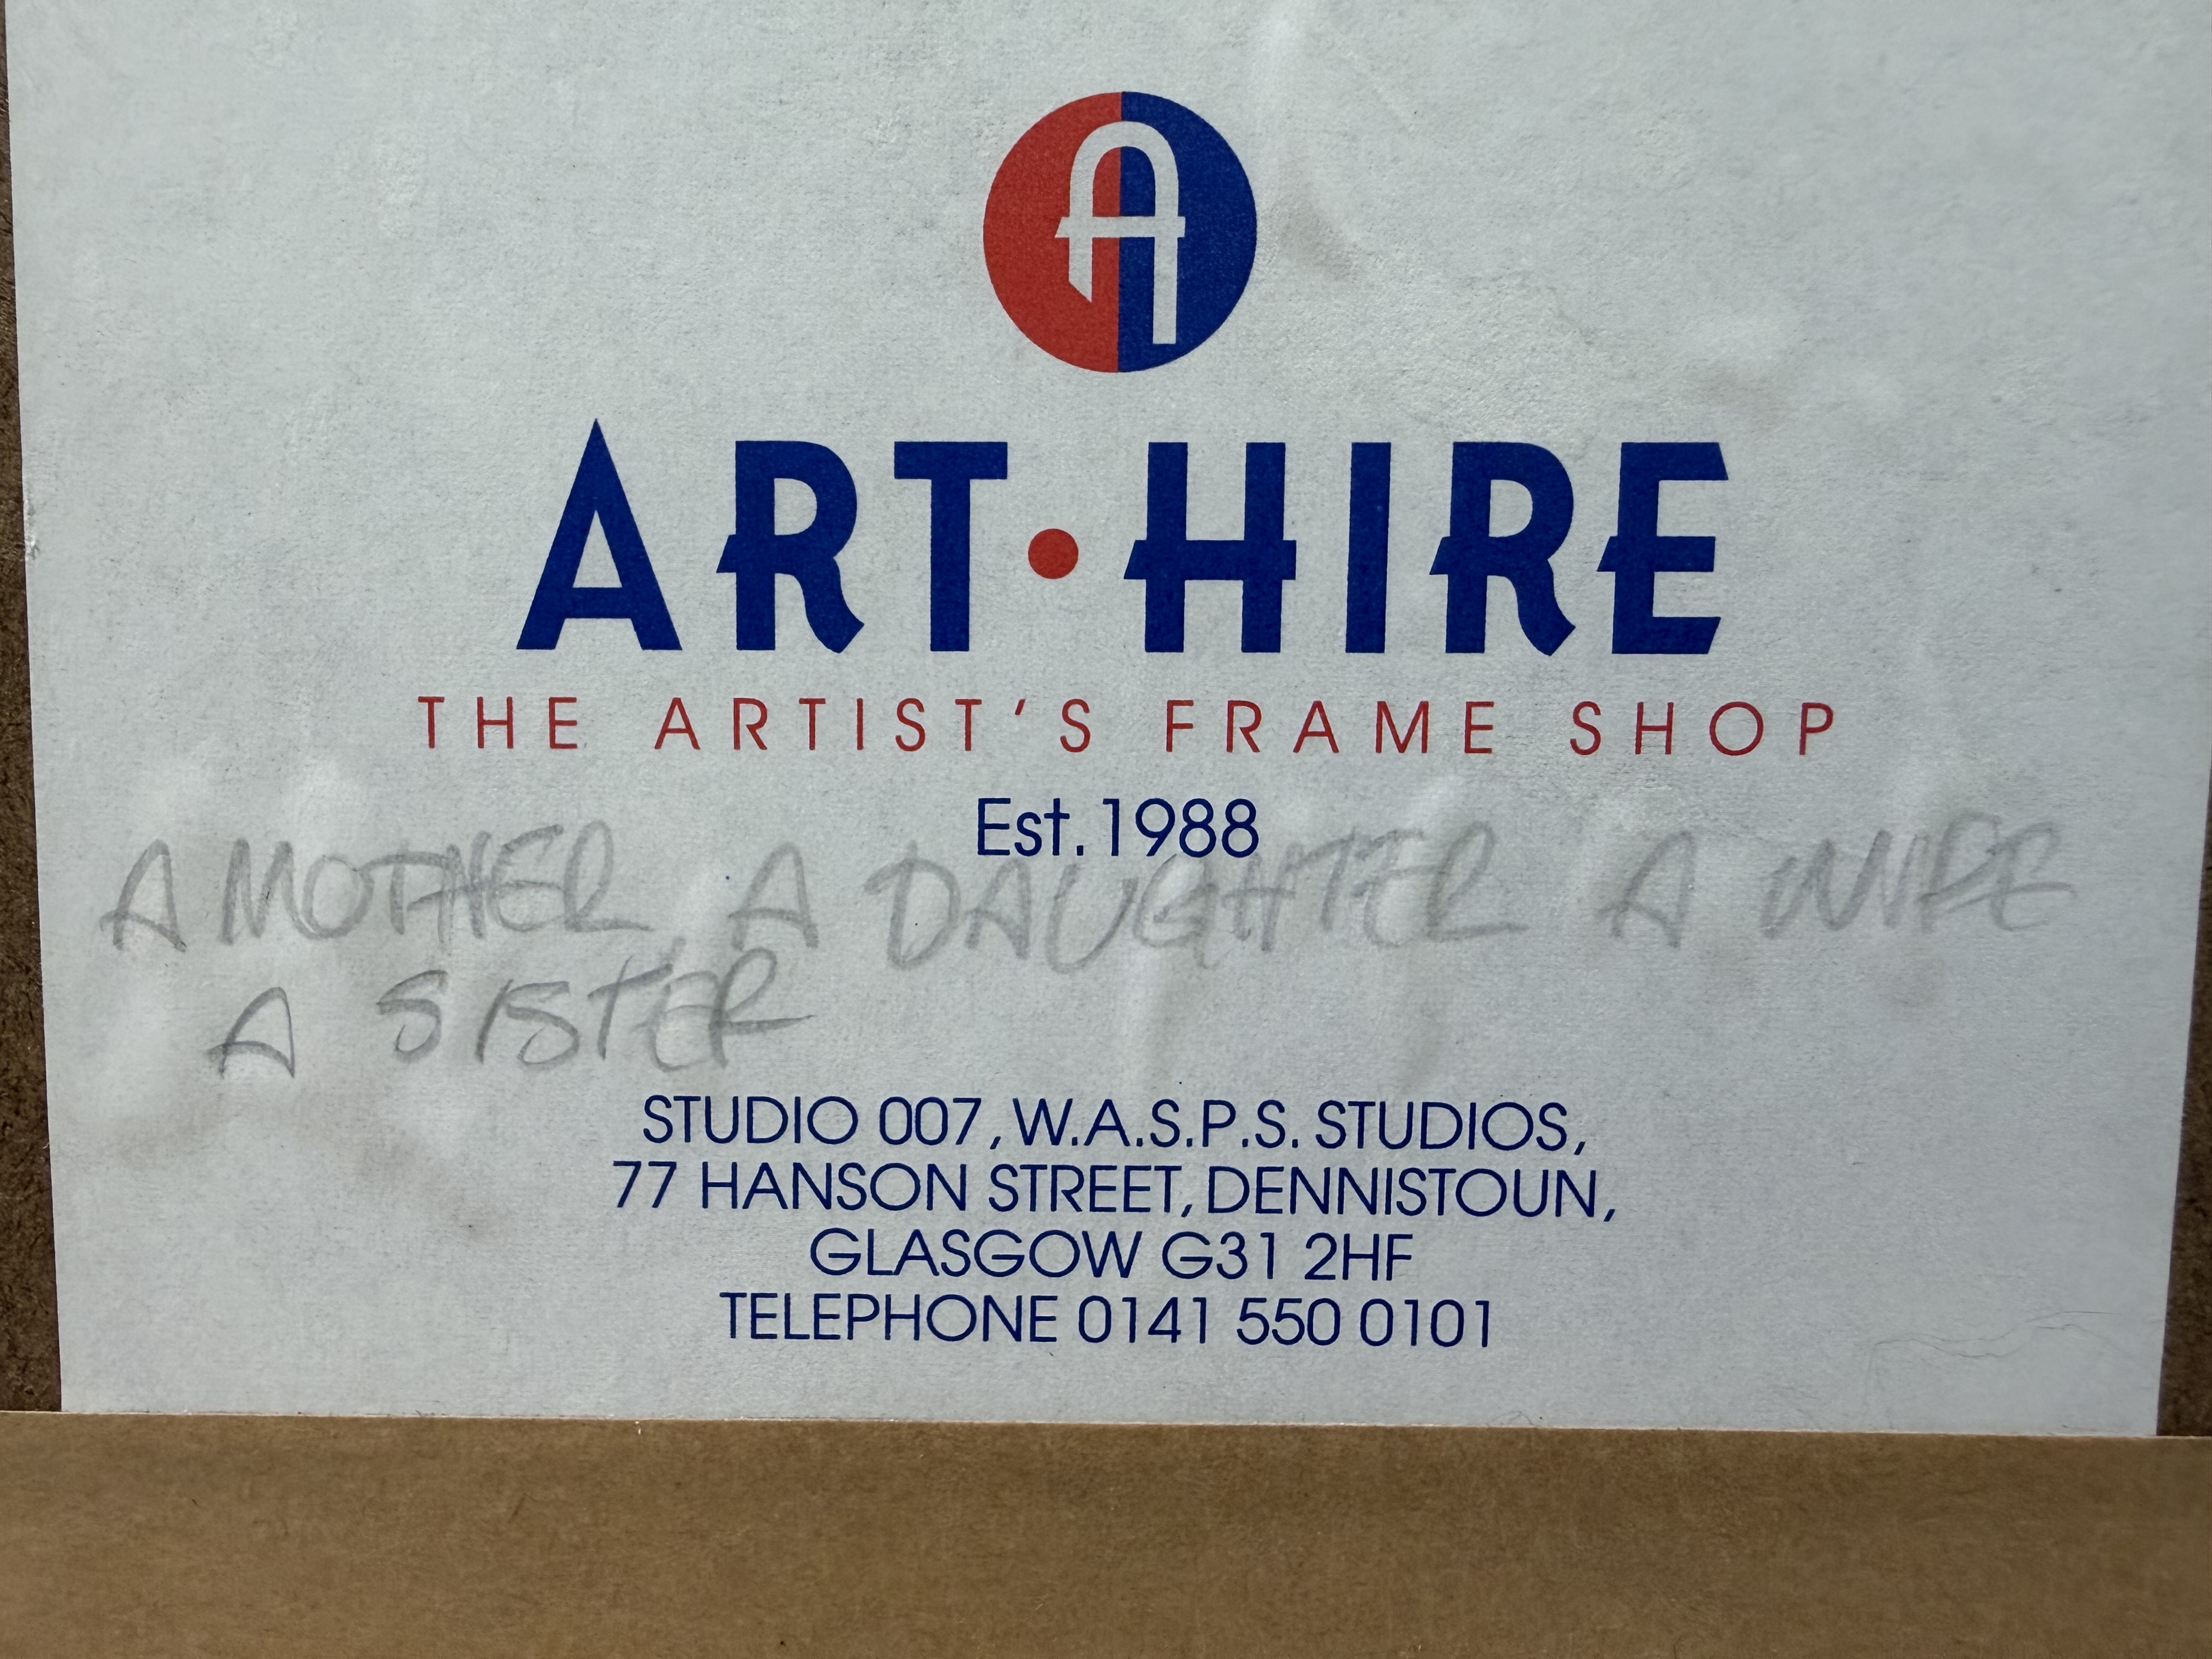 A
ART·HIRE
THE ARTIST'S FRAME SHOP
Est. 1988
A MOTHER, A DAUGHTER A WIFE
A SISTER
STUDIO 007, W.A.S.P.S. STUDIOS,
77 HANSON STREET, DENNISTOUN,
GLASGOW G31 2HF
TELEPHONE 0141 550 0101